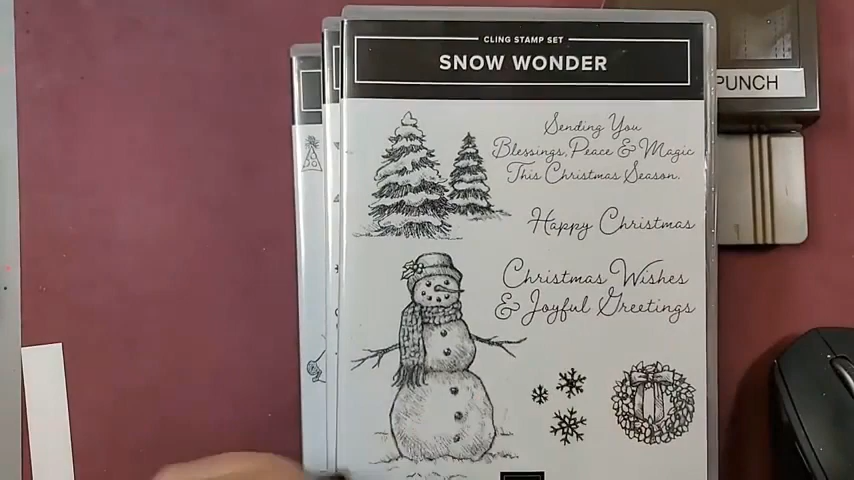 CLING STAMP SET
SNOW WONDER
PUNCH
Sending You
Blessings, Peace & Magic
This Christmas Season.
Happy Christmas
Christmas Wishes
& Joyful Greetings